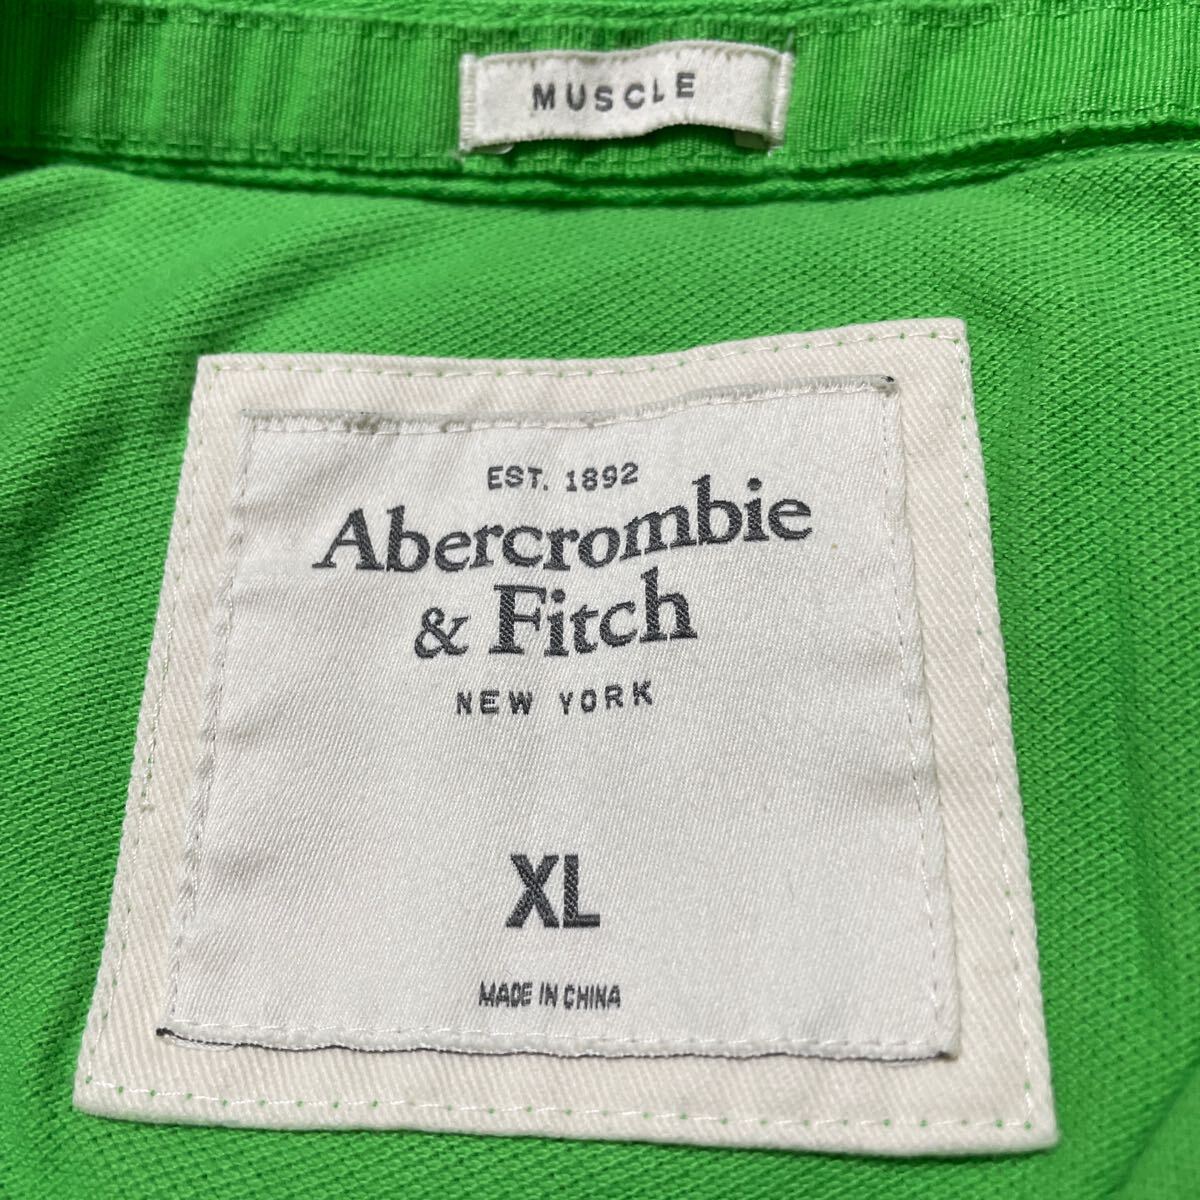 MUSCLE
EST. 1892
Abercrombie
& Fitch
NEW YORK
XL
MADE IN CHINA